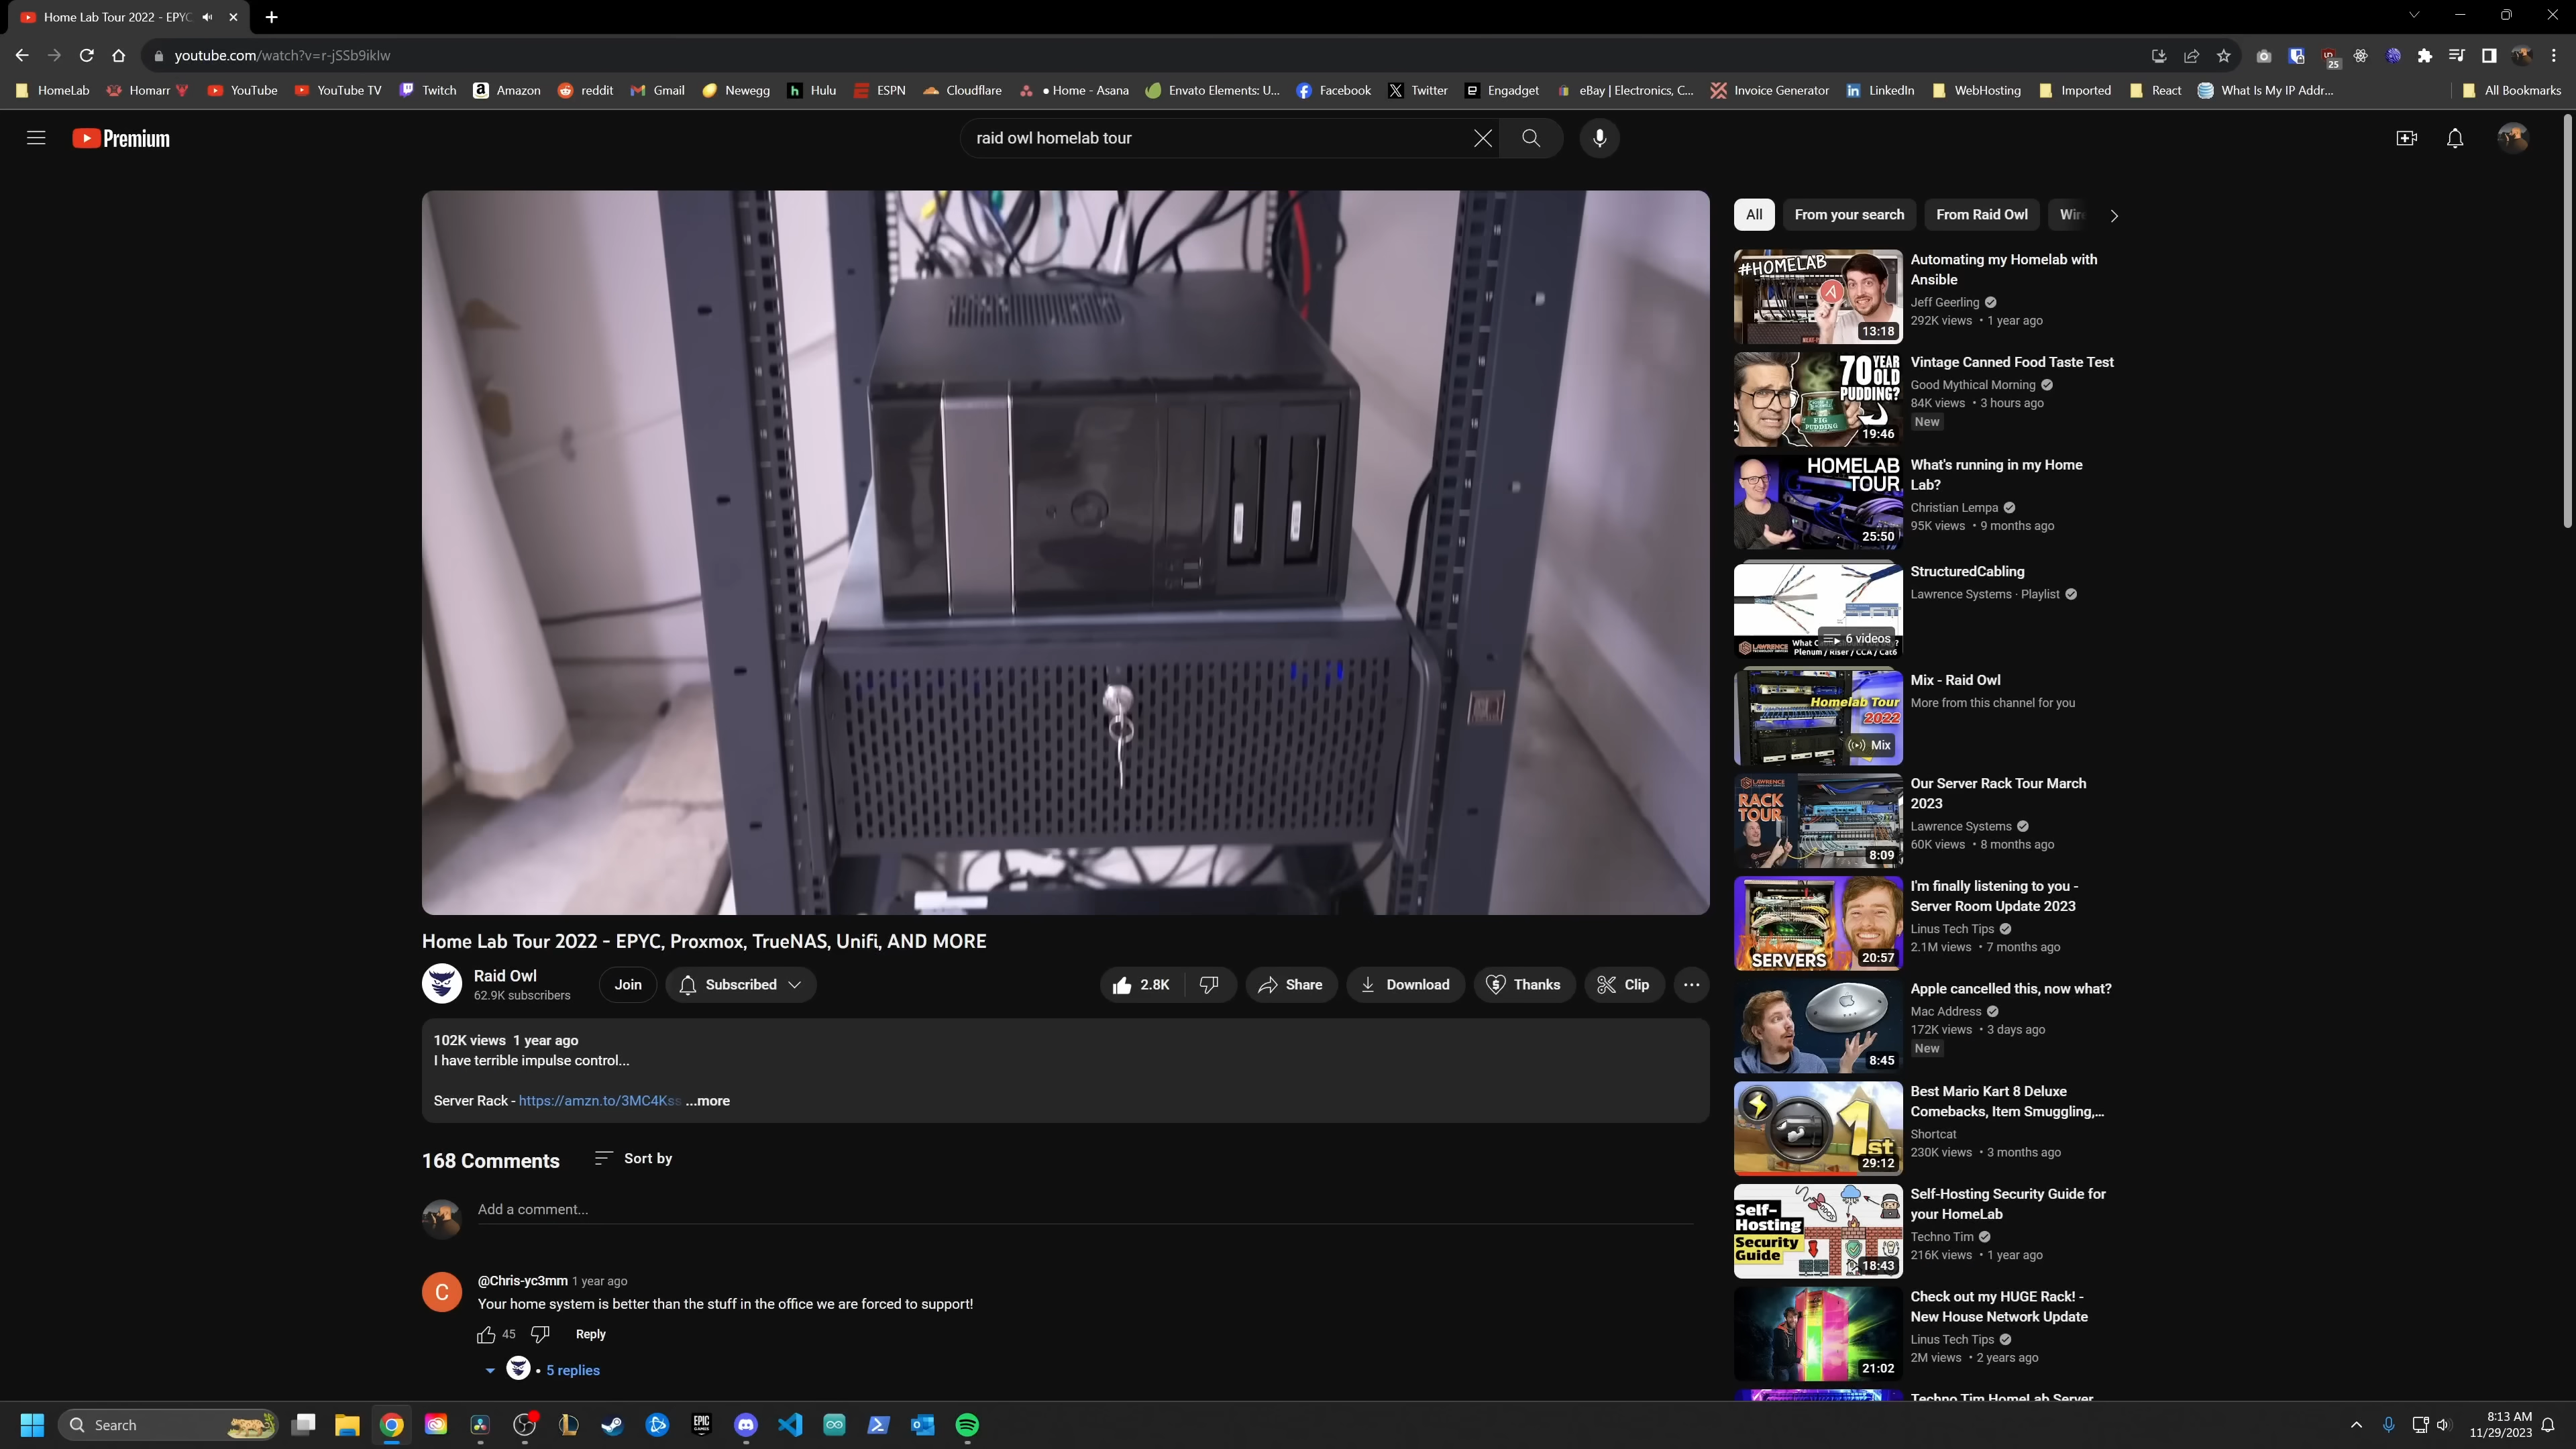 Home Lab Tour 2022 - EPYC
youtube.com/watch?v=r-jSSb9ikIw
25
HomeLab
Homarr
YouTube
YouTube TV
Twitch
Amazon
reddit
Gmail
Newegg
Hulu
ESPN
Cloudflare
• Home - Asana
Envato Elements: U...
Facebook
Twitter
Engadget
eBay | Electronics, C...
Invoice Generator
LinkedIn
WebHosting
Imported
React
What Is My IP Addr...
All Bookmarks
Premium
raid owl homelab tour
All
From your search
From Raid Owl
#HOMELAB
13:18
Automating my Homelab with
Ansible
Jeff Geerling
292K views • 1 year ago
70 YEAR
OLD
PUDDING?
FIG
PUDDING
19:46
Vintage Canned Food Taste Test
Good Mythical Morning
84K views • 3 hours ago
New
HOMELAB
TOUR
25:50
What's running in my Home
Lab?
Christian Lempa
95K views • 9 months ago
6 videos
LAWRENCE
Plenum / Riser / CCA / Cat6
StructuredCabling
Lawrence Systems · Playlist
Homelab Tour
2022
Mix
Mix - Raid Owl
More from this channel for you
LAWRENCE
RACK
TOUR
8:09
Our Server Rack Tour March
2023
Lawrence Systems
60K views • 8 months ago
SERVERS
20:57
I'm finally listening to you -
Server Room Update 2023
Linus Tech Tips
2.1M views • 7 months ago
8:45
Apple cancelled this, now what?
Mac Address
172K views • 3 days ago
New
1st
29:12
Best Mario Kart 8 Deluxe
Comebacks, Item Smuggling,...
Shortcat
230K views • 3 months ago
Self-
Hosting
Security
Guide
18:43
Self-Hosting Security Guide for
your HomeLab
Techno Tim
216K views • 1 year ago
21:02
Check out my HUGE Rack! -
New House Network Update
Linus Tech Tips
2M views • 2 years ago
Techno Tim HomeLab Server
Home Lab Tour 2022 - EPYC, Proxmox, TrueNAS, Unifi, AND MORE
Raid Owl
62.9K subscribers
Join
Subscribed
2.8K
Share
Download
Thanks
Clip
102K views 1 year ago
I have terrible impulse control...
Server Rack - https://amzn.to/3MC4Kss ...more
168 Comments
Sort by
Add a comment...
C
@Chris-yc3mm 1 year ago
Your home system is better than the stuff in the office we are forced to support!
45
Reply
• 5 replies
Search
EPIC
GAMES
8:13 AM
11/29/2023